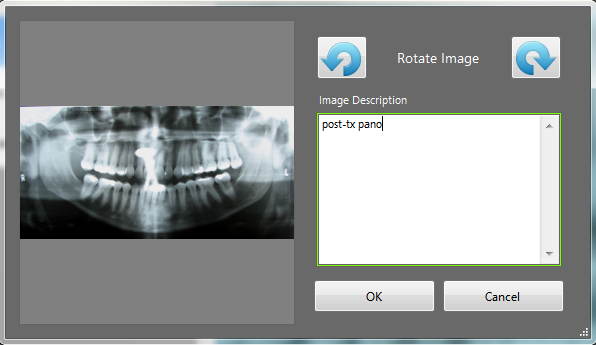 Rotate Image
Image Description
post-tx pano
R
L
OK
Cancel